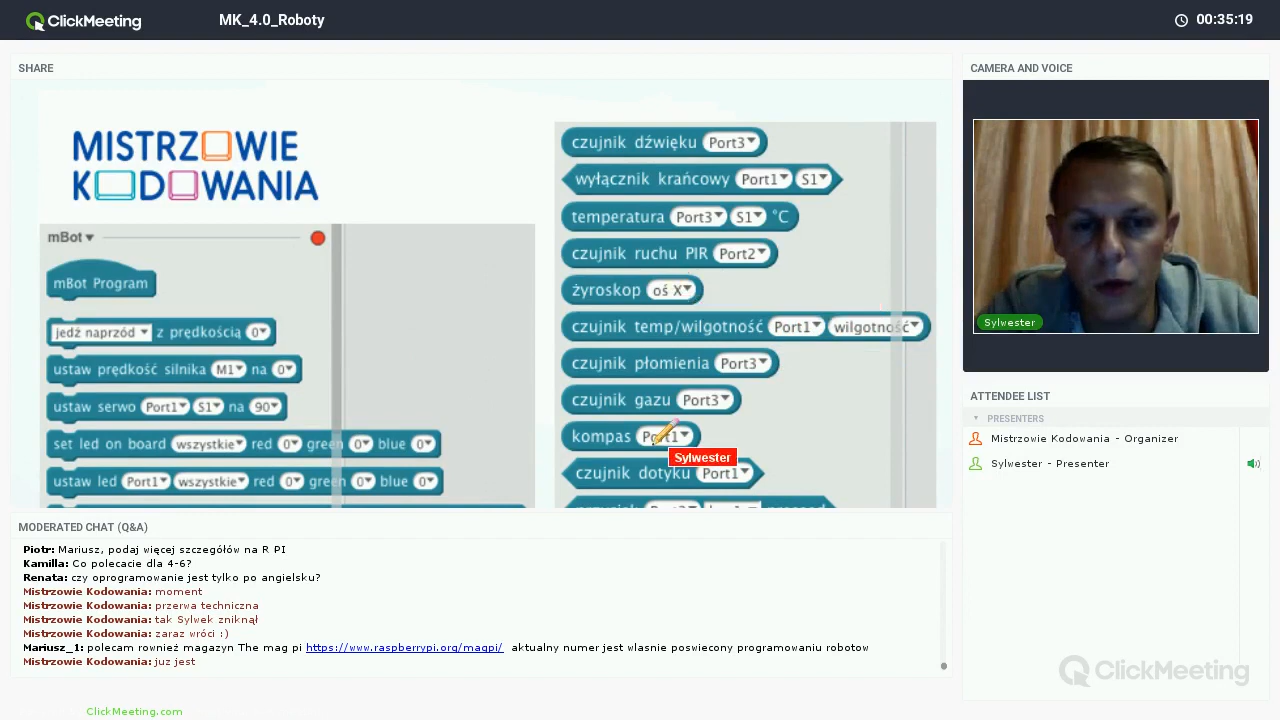 ClickMeeting
MK_4.0_Roboty
00:35:19
SHARE
MISTRZOWIE
KODOWANIA
mBot
mBot Program
jedź naprzód z prędkością 0
ustaw prędkość silnika M1 na 0
ustaw serwo Port1 S1 na 90
set led on board wszystkie red 0 green 0 blue 0
ustaw led Port1 wszystkie red 0 green 0 blue 0
czujnik dźwięku Port3
wyłącznik krańcowy Port1 S1
temperatura Port3 S1 °C
czujnik ruchu PIR Port2
żyroskop oś X
czujnik temp/wilgotność Port1 wilgotność
czujnik płomienia Port3
czujnik gazu Port3
kompas Port1
Sylwester
czujnik dotyku Port1
CAMERA AND VOICE
Sylwester
ATTENDEE LIST
PRESENTERS
Mistrzowie Kodowania - Organizer
Sylwester - Presenter
MODERATED CHAT (Q&A)
Piotr: Mariusz, podaj więcej szczegółów na R PI
Kamilla: Co polecacie dla 4-6?
Renata: czy oprogramowanie jest tylko po angielsku?
Mistrzowie Kodowania: moment
Mistrzowie Kodowania: przerwa techniczna
Mistrzowie Kodowania: tak Sylwek zniknął
Mistrzowie Kodowania: zaraz wróci :)
Mariusz_1: polecam rownież magazyn The mag pi https://www.raspberrypi.org/magpi/ aktualny numer jest wlasnie poswiecony programowaniu robotow
Mistrzowie Kodowania: juz jest
ClickMeeting
ClickMeeting.com